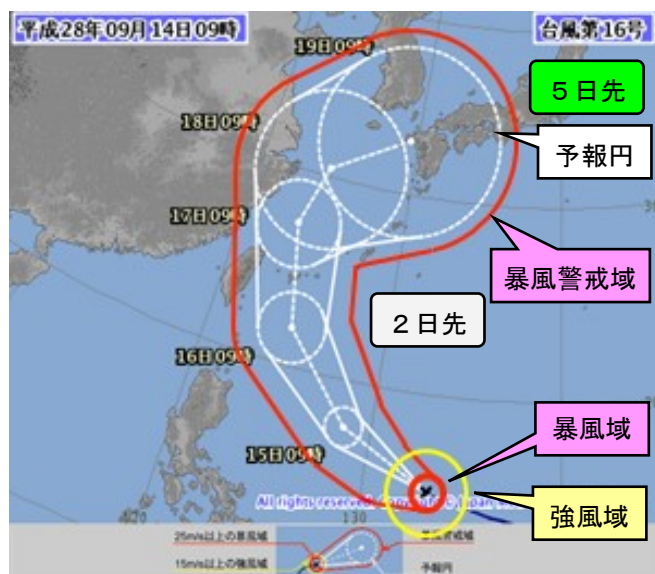 平成28年09月14日09時
台風第16号
19日09時
5日先
18日09時
予報円
17日09時
暴風警戒域
2日先
16日09時
暴風域
15日09時
All rights reserved.
強風域
120
130
25m/s以上の暴風域
暴風警戒域
15m/s以上の強風域
予報円